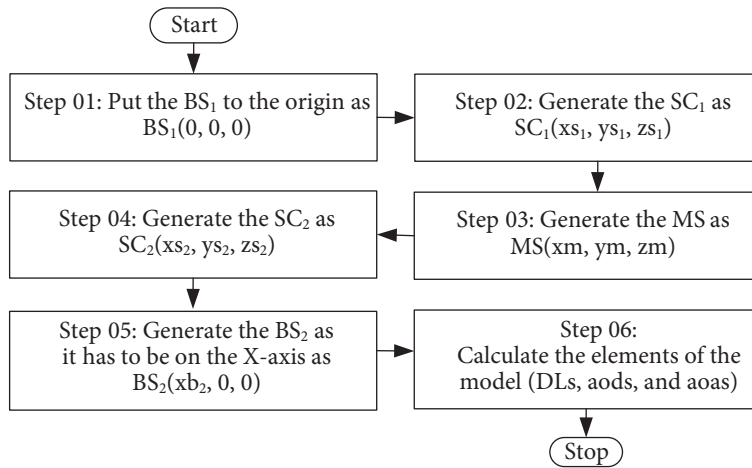 Start
Step 01: Put the BS₁ to the origin as
BS₁(0, 0, 0)
Step 02: Generate the SC₁ as
SC₁(xs₁, ys₁, zs₁)
Step 03: Generate the MS as
MS(xm, ym, zm)
Step 04: Generate the SC₂ as
SC₂(xs₂, ys₂, zs₂)
Step 05: Generate the BS₂ as
it has to be on the X-axis as
BS₂(xb₂, 0, 0)
Step 06:
Calculate the elements of the
model (DLs, aods, and aoas)
Stop